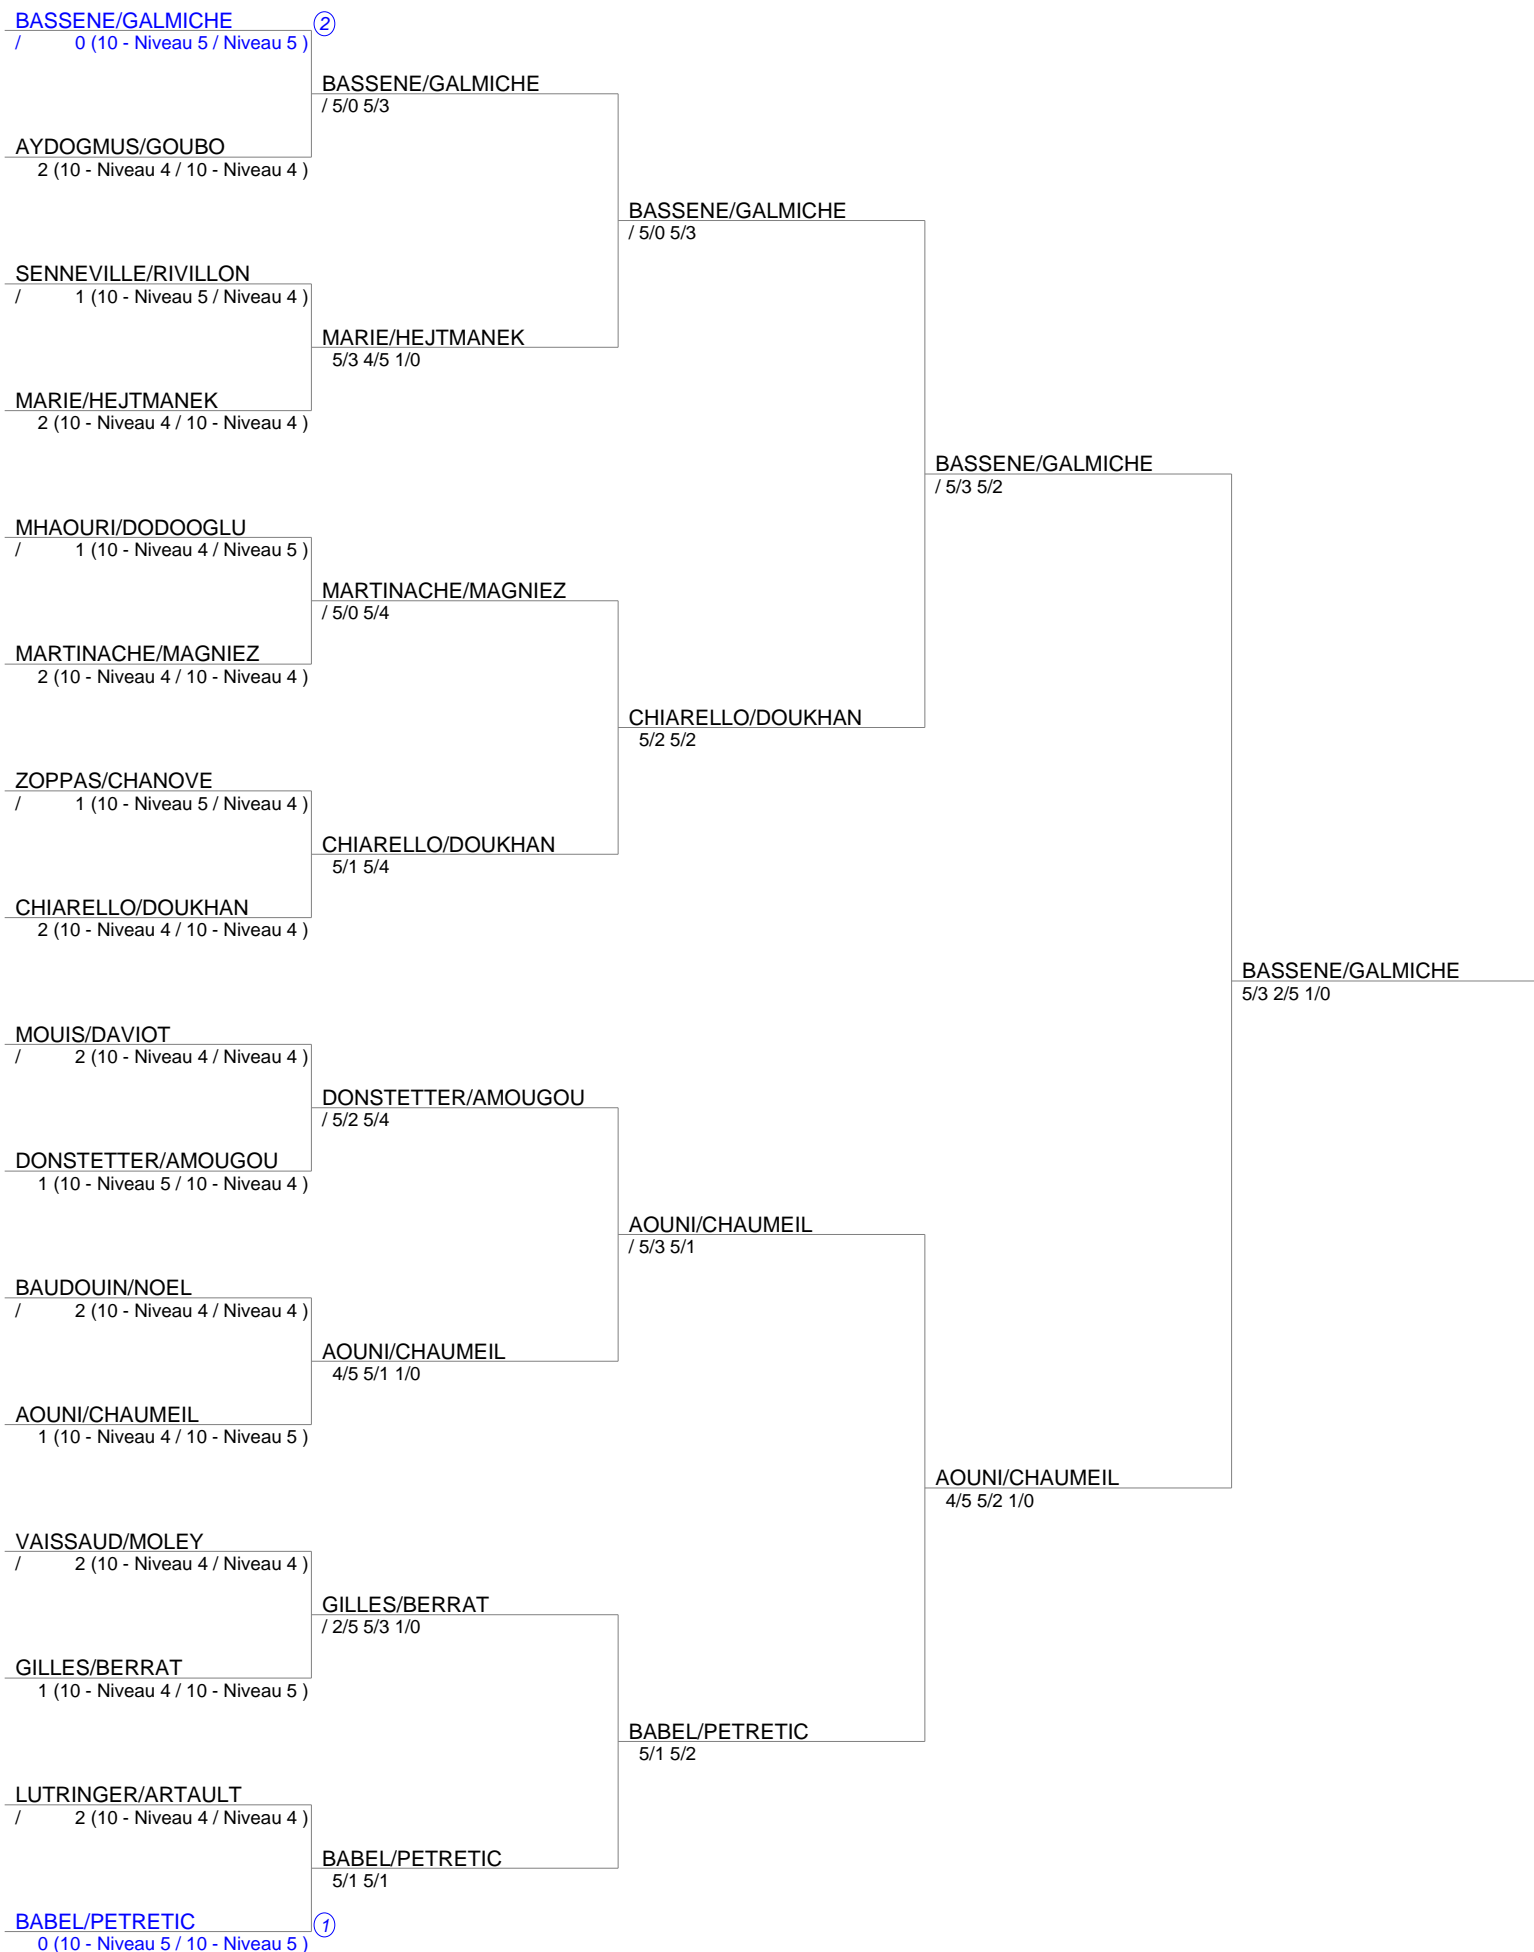 BASSENE/GALMICHE 2
/ 0 (10 - Niveau 5 / Niveau 5 )
BASSENE/GALMICHE
/ 5/0 5/3
AYDOGMUS/GOUBO
2 (10 - Niveau 4 / 10 - Niveau 4 )
BASSENE/GALMICHE
/ 5/0 5/3
SENNEVILLE/RIVILLON
/ 1 (10 - Niveau 5 / Niveau 4 )
MARIE/HEJTMANEK
5/3 4/5 1/0
MARIE/HEJTMANEK
2 (10 - Niveau 4 / 10 - Niveau 4 )
BASSENE/GALMICHE
/ 5/3 5/2
MHAOURI/DODOOGLU
/ 1 (10 - Niveau 4 / Niveau 5 )
MARTINACHE/MAGNIEZ
/ 5/0 5/4
MARTINACHE/MAGNIEZ
2 (10 - Niveau 4 / 10 - Niveau 4 )
CHIARELLO/DOUKHAN
5/2 5/2
ZOPPAS/CHANOVE
/ 1 (10 - Niveau 5 / Niveau 4 )
CHIARELLO/DOUKHAN
5/1 5/4
CHIARELLO/DOUKHAN
2 (10 - Niveau 4 / 10 - Niveau 4 )
BASSENE/GALMICHE
5/3 2/5 1/0
MOUIS/DAVIOT
/ 2 (10 - Niveau 4 / Niveau 4 )
DONSTETTER/AMOUGOU
/ 5/2 5/4
DONSTETTER/AMOUGOU
1 (10 - Niveau 5 / 10 - Niveau 4 )
AOUNI/CHAUMEIL
/ 5/3 5/1
BAUDOUIN/NOEL
/ 2 (10 - Niveau 4 / Niveau 4 )
AOUNI/CHAUMEIL
4/5 5/1 1/0
AOUNI/CHAUMEIL
1 (10 - Niveau 4 / 10 - Niveau 5 )
AOUNI/CHAUMEIL
4/5 5/2 1/0
VAISSAUD/MOLEY
/ 2 (10 - Niveau 4 / Niveau 4 )
GILLES/BERRAT
/ 2/5 5/3 1/0
GILLES/BERRAT
1 (10 - Niveau 4 / 10 - Niveau 5 )
BABEL/PETRETIC
5/1 5/2
LUTRINGER/ARTAULT
/ 2 (10 - Niveau 4 / Niveau 4 )
BABEL/PETRETIC
5/1 5/1
BABEL/PETRETIC 1
0 (10 - Niveau 5 / 10 - Niveau 5 )